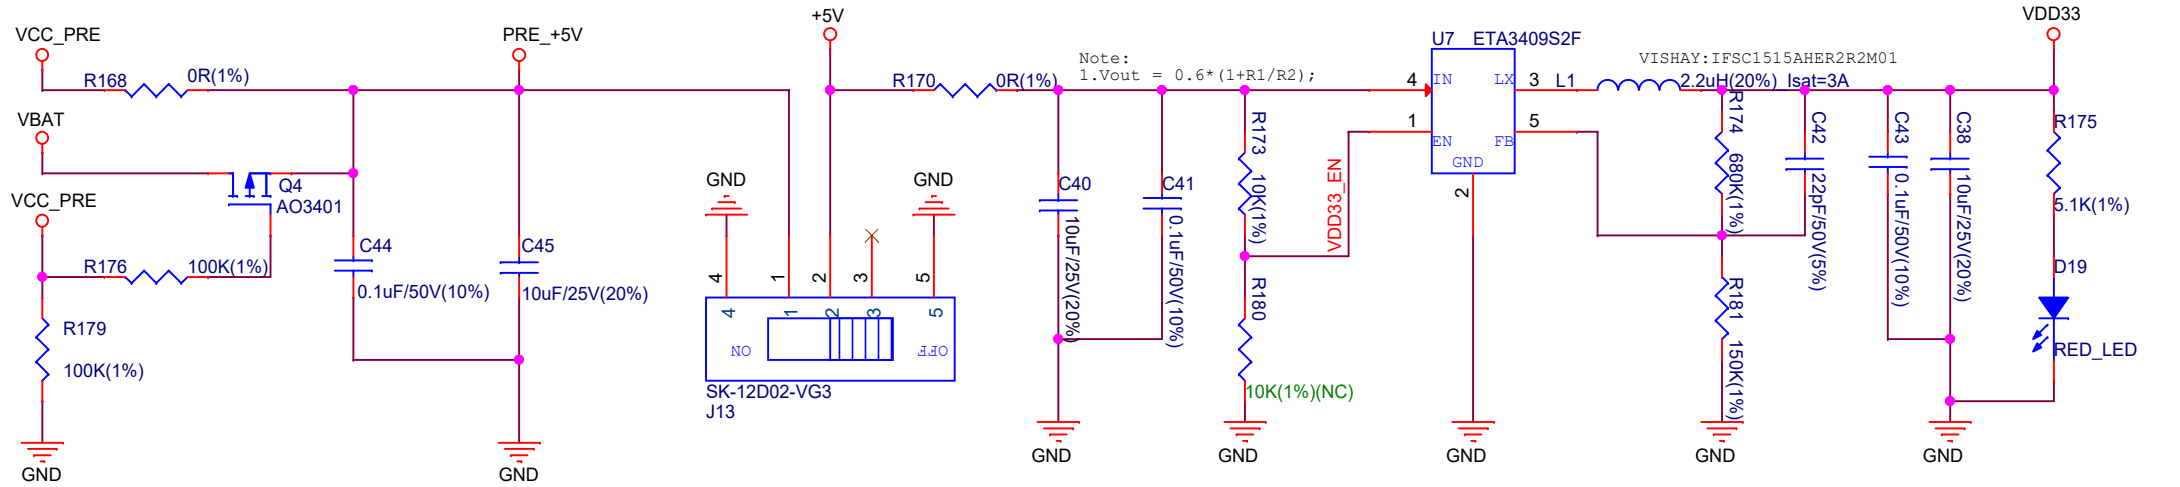 VCC_PRE
R168
0R(1%)
PRE_+5V
VBAT
Q4
AO3401
VCC_PRE
R176
100K(1%)
R179
100K(1%)
GND
C44
0.1uF/50V(10%)
C45
10uF/25V(20%)
GND
+5V
GND
GND
4
1
2
3
5
4
1
2
3
5
ON
OFF
SK-12D02-VG3
J13
R170
0R(1%)
Note:
1.Vout = 0.6*(1+R1/R2);
C40
10uF/25V(20%)
C41
0.1uF/50V(10%)
GND
R173
10K(1%)
R180
10K(1%)(NC)
GND
VDD33_EN
U7 ETA3409S2F
4
IN
LX
3
1
EN
FB
5
GND
2
GND
L1
VISHAY:IFSC1515AHER2R2M01
2.2uH(20%) Isat=3A
R174
680K(1%)
C42
22pF/50V(5%)
R181
150K(1%)
GND
C43
0.1uF/50V(10%)
C38
10uF/25V(20%)
GND
VDD33
R175
5.1K(1%)
D19
RED_LED